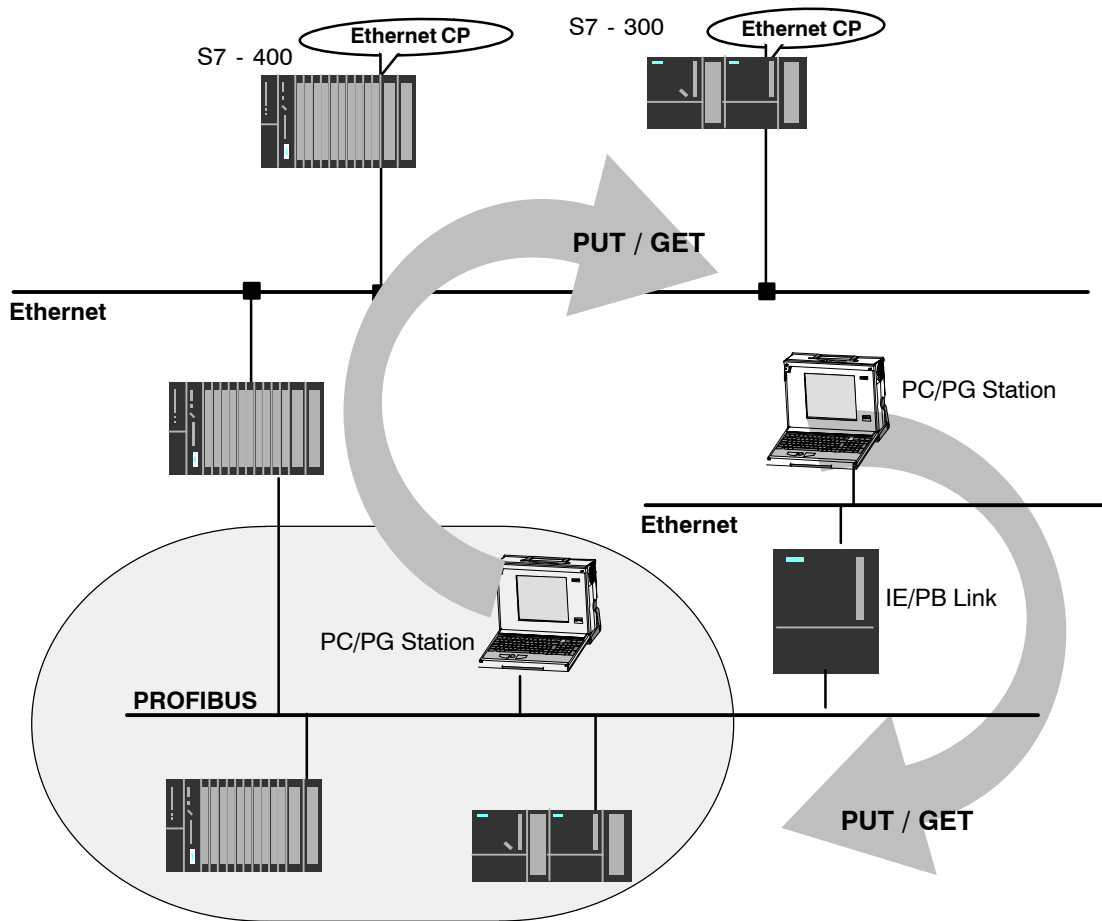 Ethernet CP
S7 - 400
S7 - 300
Ethernet CP
PUT / GET
Ethernet
PC/PG Station
Ethernet
IE/PB Link
PC/PG Station
PROFIBUS
PUT / GET